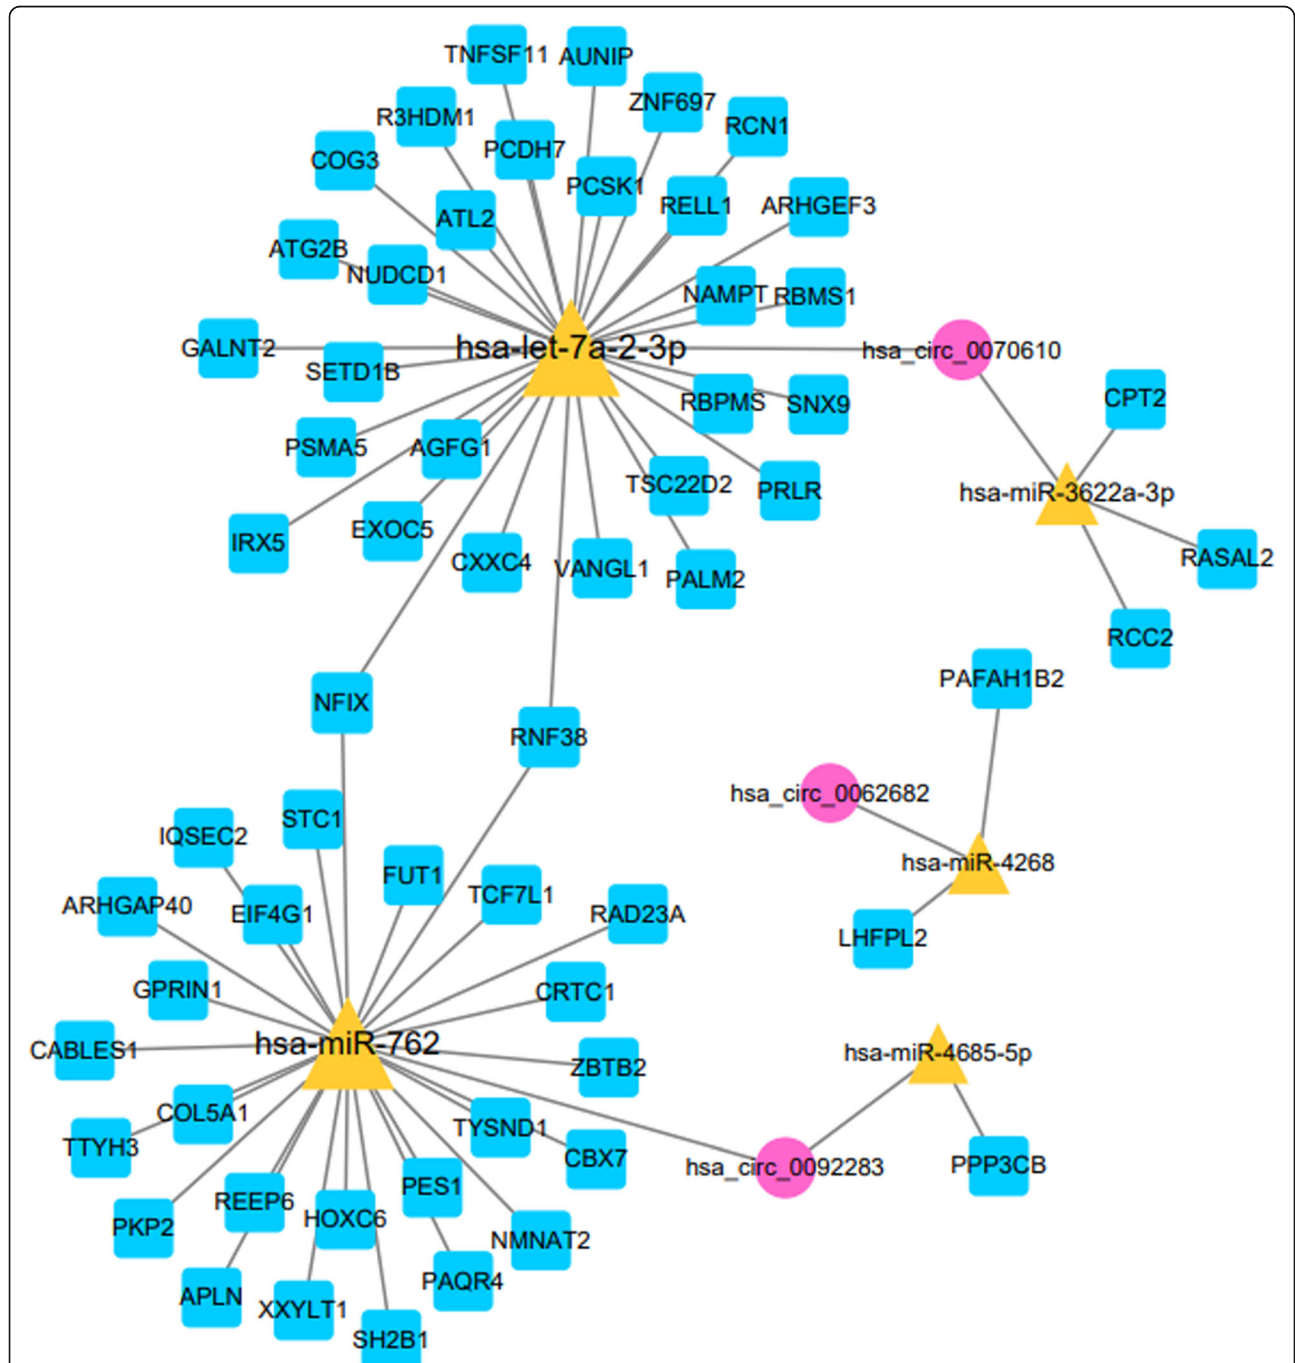 TNFSF11
AUNIP
ZNF697
R3HDM1
RCN1
PCDH7
COG3
PCSK1
RELL1
ARHGEF3
ATL2
ATG2B
NUDCD1
NAMPT
RBMS1
GALNT2
hsa-let-7a-2-3p
hsa_circ_0070610
SETD1B
CPT2
RBPMS
SNX9
PSMA5
AGFG1
TSC22D2
PRLR
hsa-miR-3622a-3p
EXOC5
IRX5
CXXC4
VANGL1
PALM2
RASAL2
RCC2
PAFAH1B2
NFIX
RNF38
hsa_circ_0062682
STC1
IQSEC2
hsa-miR-4268
FUT1
TCF7L1
ARHGAP40
EIF4G1
RAD23A
LHFPL2
GPRIN1
CRTC1
hsa-miR-762
CABLES1
hsa-miR-4685-5p
ZBTB2
COL5A1
TYSND1
TTYH3
CBX7
hsa_circ_0092283
PPP3CB
PES1
REEP6
HOXC6
PKP2
NMNAT2
PAQR4
APLN
XXYLT1
SH2B1